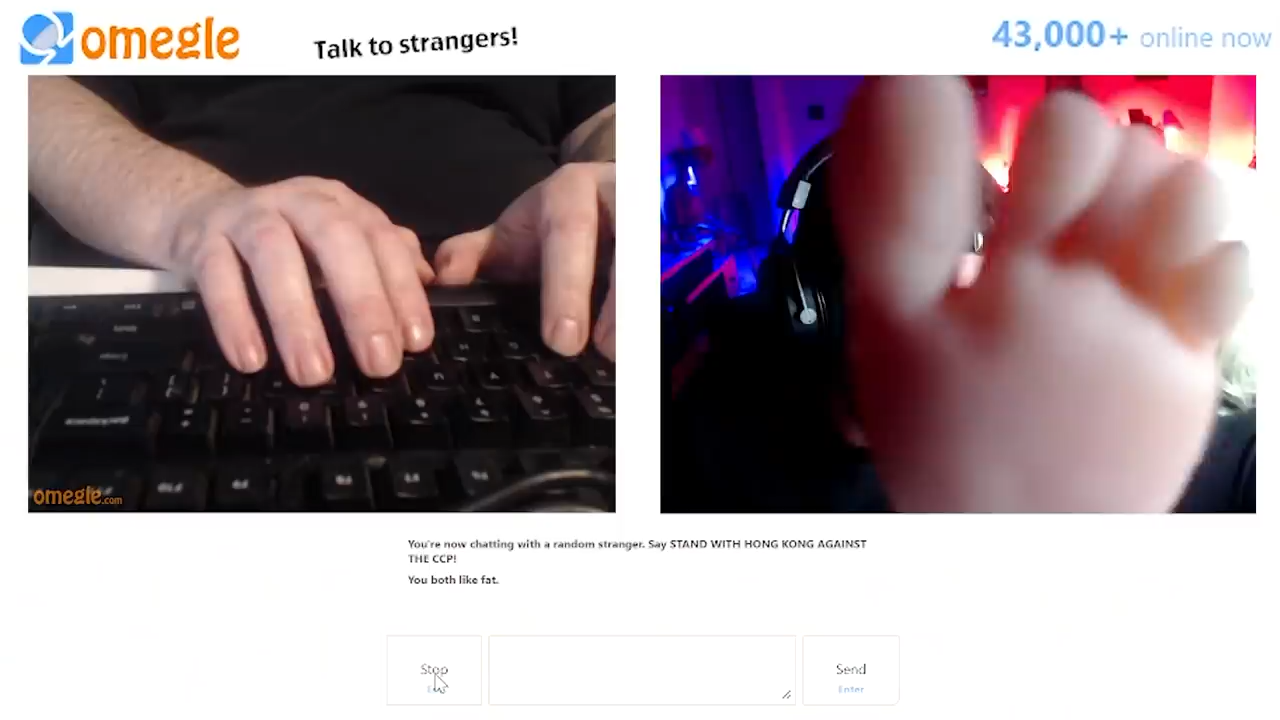 omegle
Talk to strangers!
43,000+ online now
omegle.com
You're now chatting with a random stranger. Say STAND WITH HONG KONG AGAINST
THE CCP!
You both like fat.
Stop
Esc
Send
Enter